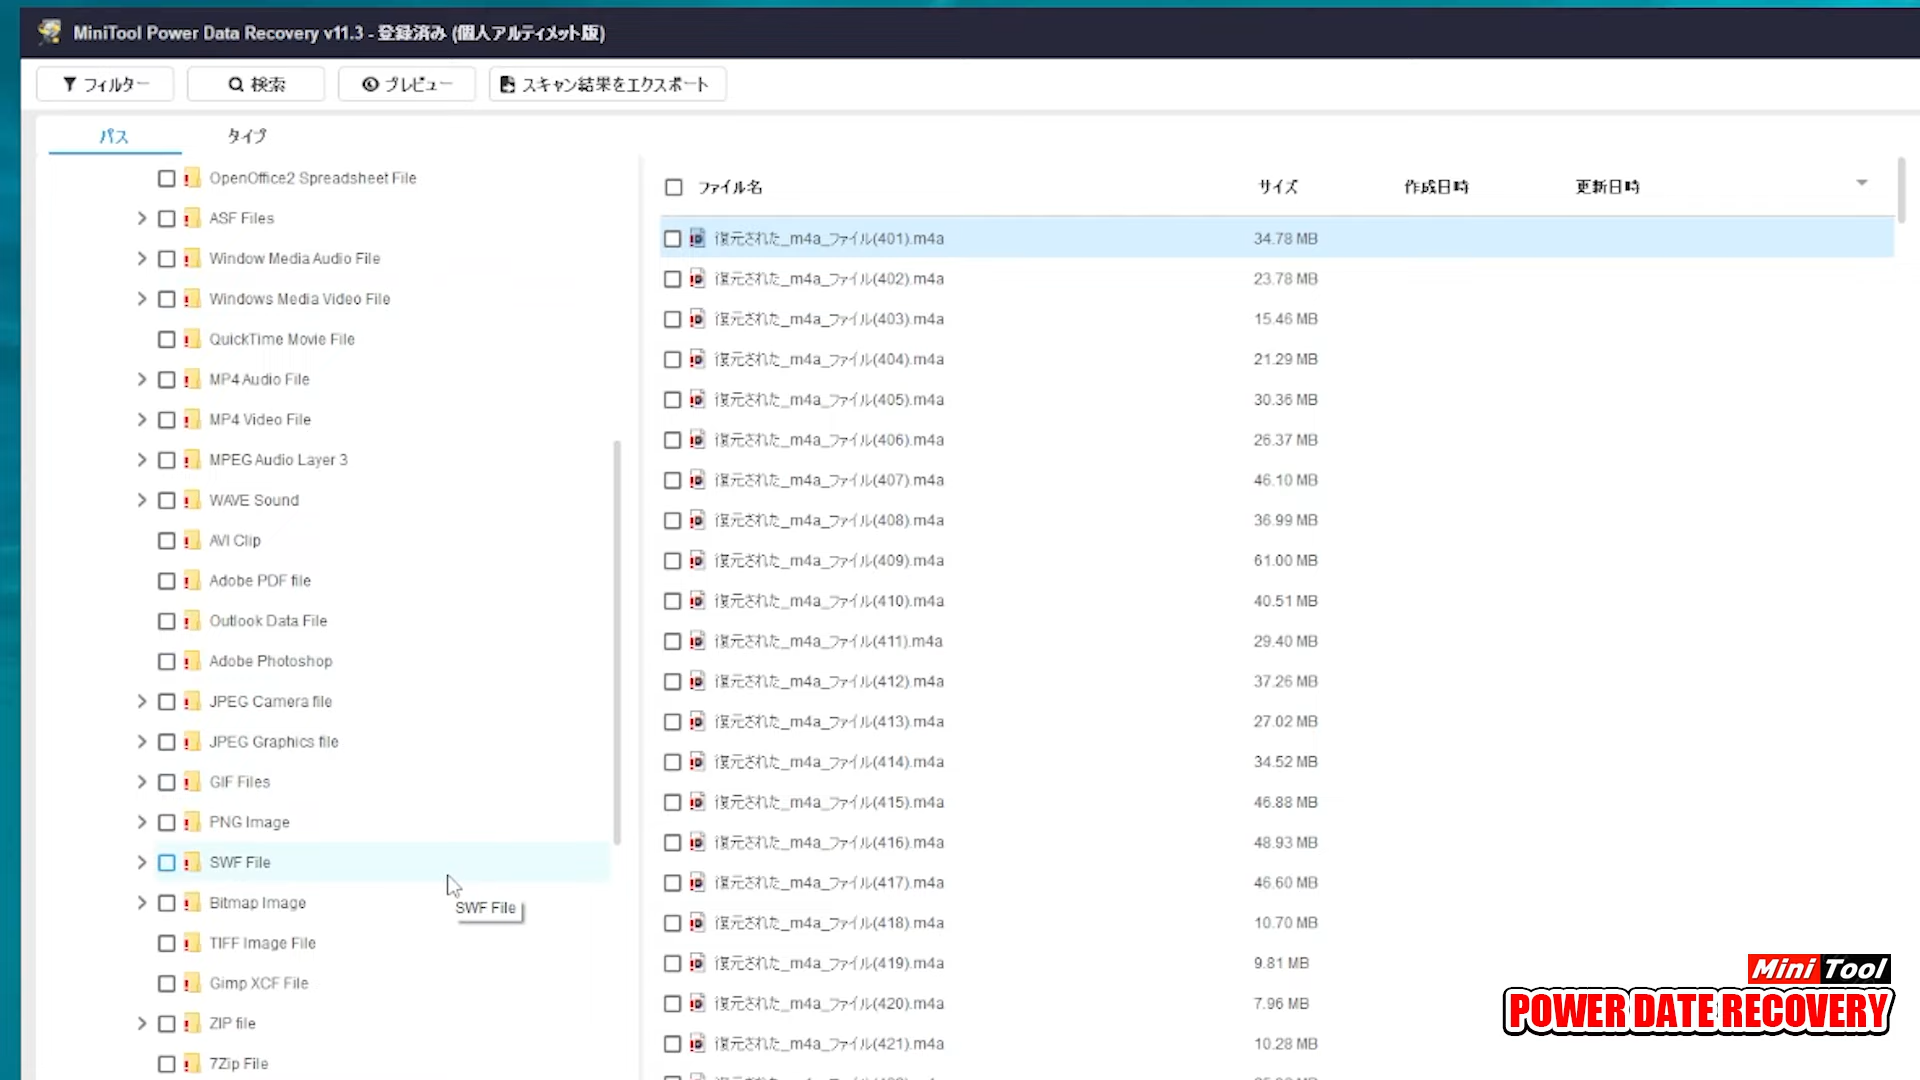 MiniTool Power Data Recovery v11.3 - 登録済み (個人アルティメット版)
フィルター 検索 プレビュー スキャン結果をエクスポート
パス タイプ
OpenOffice2 Spreadsheet File
ASF Files
Window Media Audio File
Windows Media Video File
QuickTime Movie File
MP4 Audio File
MP4 Video File
MPEG Audio Layer 3
WAVE Sound
AVI Clip
Adobe PDF file
Outlook Data File
Adobe Photoshop
JPEG Camera file
JPEG Graphics file
GIF Files
PNG Image
SWF File
Bitmap Image
TIFF Image File
Gimp XCF File
ZIP file
7Zip File
SWF File
ファイル名 サイズ 作成日時 更新日時
復元された_m4a_ファイル(401).m4a 34.78 MB
復元された_m4a_ファイル(402).m4a 23.78 MB
復元された_m4a_ファイル(403).m4a 15.46 MB
復元された_m4a_ファイル(404).m4a 21.29 MB
復元された_m4a_ファイル(405).m4a 30.36 MB
復元された_m4a_ファイル(406).m4a 26.37 MB
復元された_m4a_ファイル(407).m4a 46.10 MB
復元された_m4a_ファイル(408).m4a 36.99 MB
復元された_m4a_ファイル(409).m4a 61.00 MB
復元された_m4a_ファイル(410).m4a 40.51 MB
復元された_m4a_ファイル(411).m4a 29.40 MB
復元された_m4a_ファイル(412).m4a 37.26 MB
復元された_m4a_ファイル(413).m4a 27.02 MB
復元された_m4a_ファイル(414).m4a 34.52 MB
復元された_m4a_ファイル(415).m4a 46.88 MB
復元された_m4a_ファイル(416).m4a 48.93 MB
復元された_m4a_ファイル(417).m4a 46.60 MB
復元された_m4a_ファイル(418).m4a 10.70 MB
復元された_m4a_ファイル(419).m4a 9.81 MB
復元された_m4a_ファイル(420).m4a 7.96 MB
復元された_m4a_ファイル(421).m4a 10.28 MB
Mini Tool
POWER DATE RECOVERY